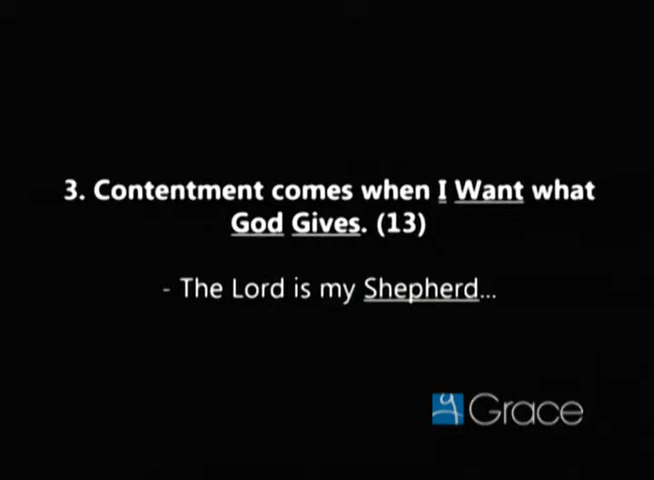 3. Contentment comes when I Want what
God Gives. (13)
- The Lord is my Shepherd...
Grace